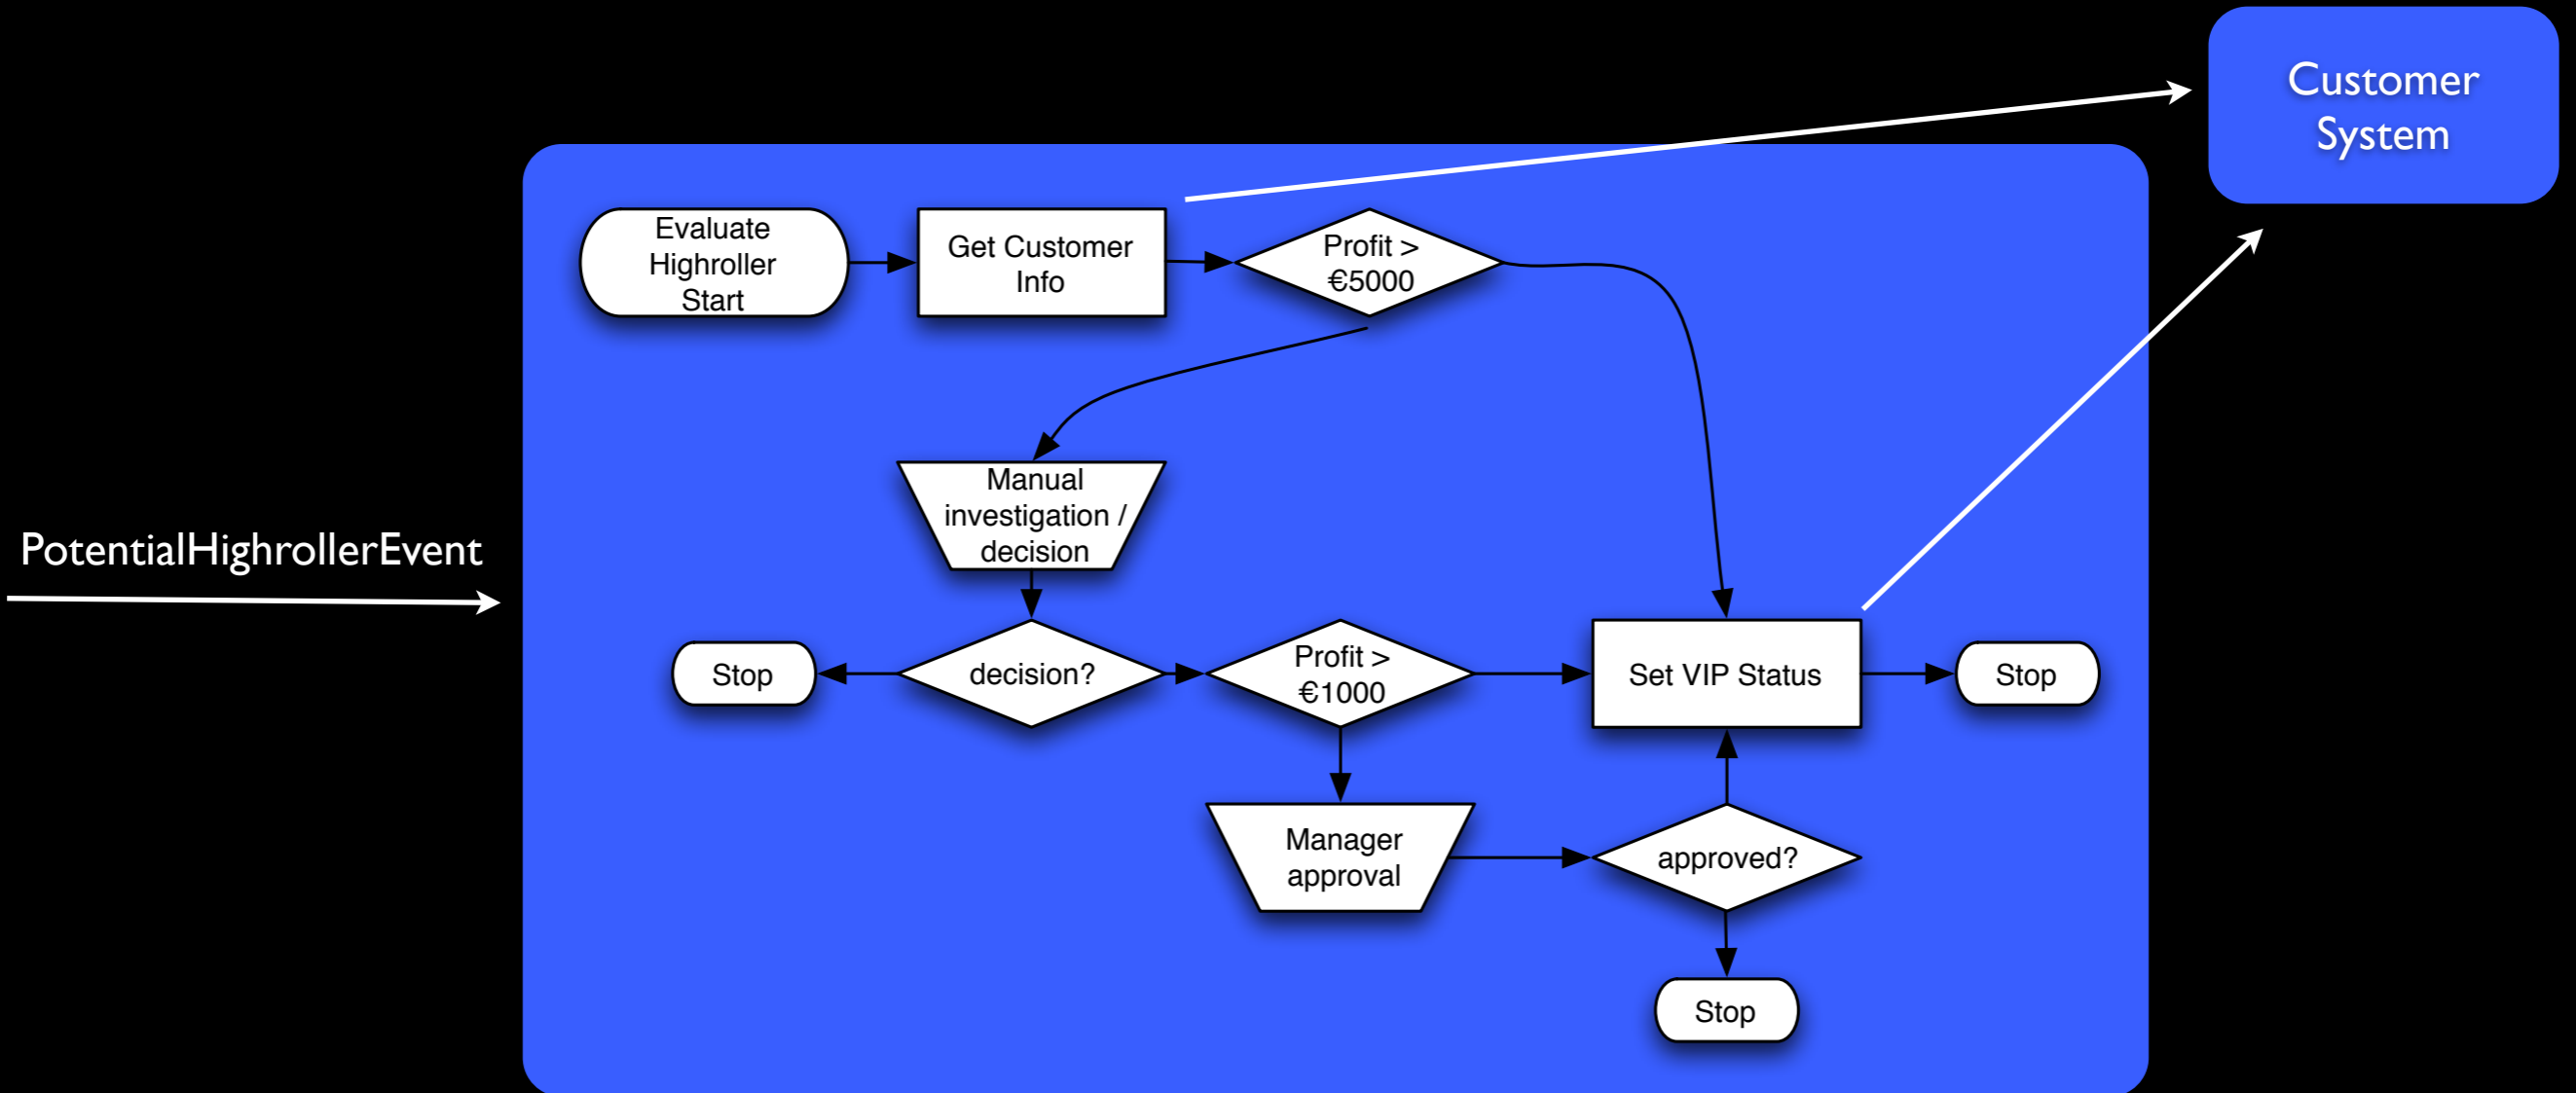 Customer
System
Evaluate
Highroller
Start
Get Customer
Info
Profit >
€5000
Manual
investigation /
decision
PotentialHighrollerEvent
Stop
decision?
Profit >
€1000
Set VIP Status
Stop
Manager
approval
approved?
Stop